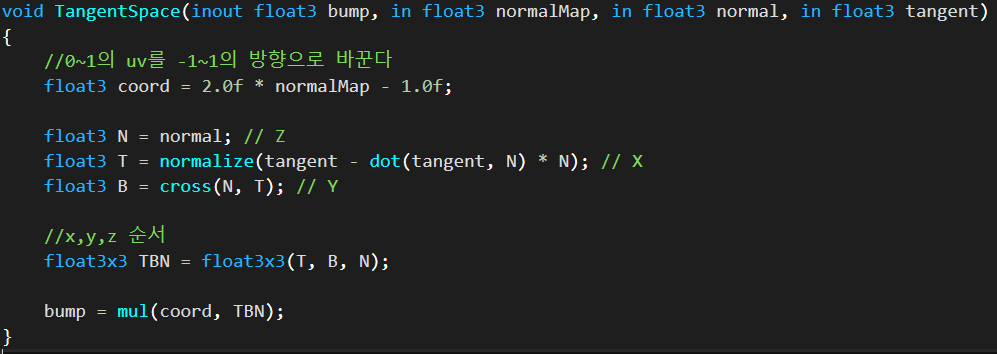 void TangentSpace(inout float3 bump, in float3 normalMap, in float3 normal, in float3 tangent)
{
    //0~1의 uv를 -1~1의 방향으로 바꾼다
    float3 coord = 2.0f * normalMap - 1.0f;

    float3 N = normal; // Z
    float3 T = normalize(tangent - dot(tangent, N) * N); // X
    float3 B = cross(N, T); // Y

    //x,y,z 순서
    float3x3 TBN = float3x3(T, B, N);

    bump = mul(coord, TBN);
}